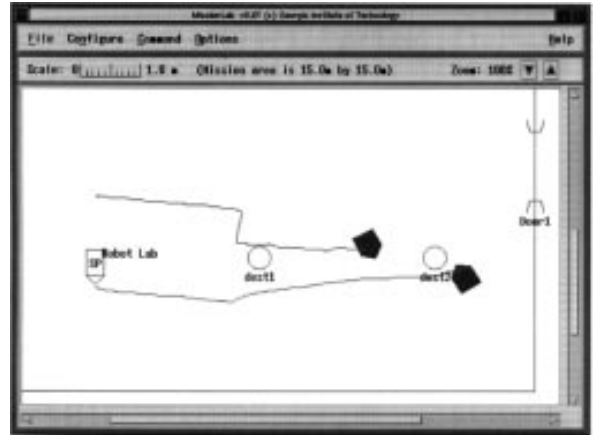 MissionLab v0.07 (c) Georgia Institute of Technology
File Configure Command Options Help
Scale: 0 1.8 m (Mission area is 15.0m by 15.0m) Zoom: 100%
Door1
Robot Lab
SP
dest1 dest2